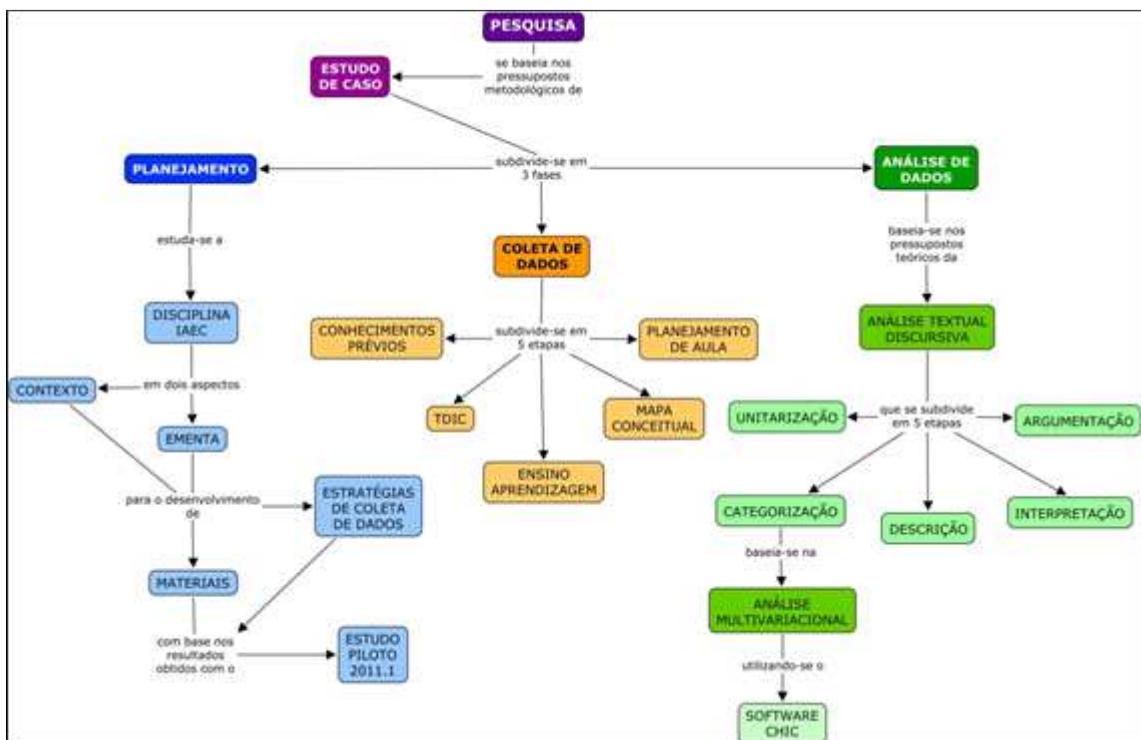 PESQUISA
se baseia nos
pressupostos
metodológicos de
ESTUDO
DE CASO
subdivide-se em
3 fases
PLANEJAMENTO
ANÁLISE DE
DADOS
estuda-se a
COLETA DE
DADOS
baseia-se nos
pressupostos
teóricos da
DISCIPLINA
IAEC
CONHECIMENTOS
PRÉVIOS
subdivide-se em
5 etapas
PLANEJAMENTO
DE AULA
ANÁLISE TEXTUAL
DISCURSIVA
CONTEXTO
em dois aspectos
TDIC
MAPA
CONCEITUAL
UNITARIZAÇÃO
que se subdivide
em 5 etapas
ARGUMENTAÇÃO
EMENTA
ENSINO
APRENDIZAGEM
para o desenvolvimento
de
ESTRATÉGIAS
DE COLETA
DE DADOS
CATEGORIZAÇÃO
DESCRIÇÃO
INTERPRETAÇÃO
baseia-se na
MATERIAIS
ANÁLISE
MULTIVARIACIONAL
com base nos
resultados
obtidos com o
ESTUDO
PILOTO
2011.1
utilizando-se o
SOFTWARE
CHIC